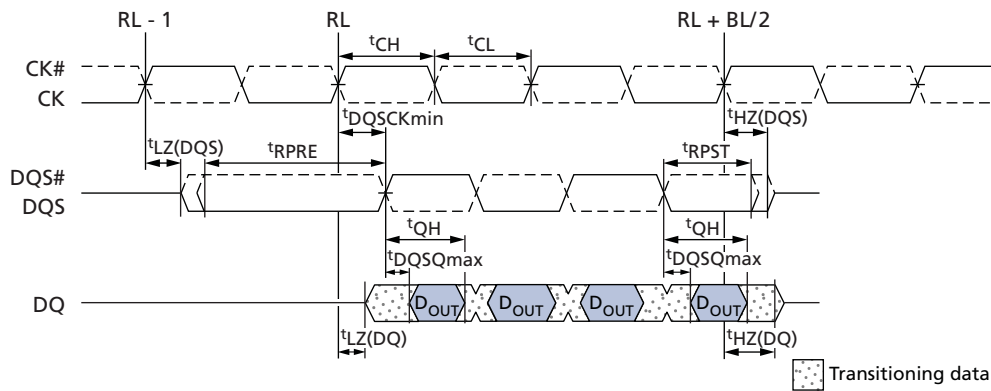 RL - 1 RL RL + BL/2
tCH tCL
CK#
CK
tDQSCKmin tHZ(DQS)
tLZ(DQS) tRPRE tRPST
DQS#
DQS
tQH tQH
tDQSQmax tDQSQmax
DQ DOUT DOUT DOUT DOUT
tLZ(DQ) tHZ(DQ)
Transitioning data